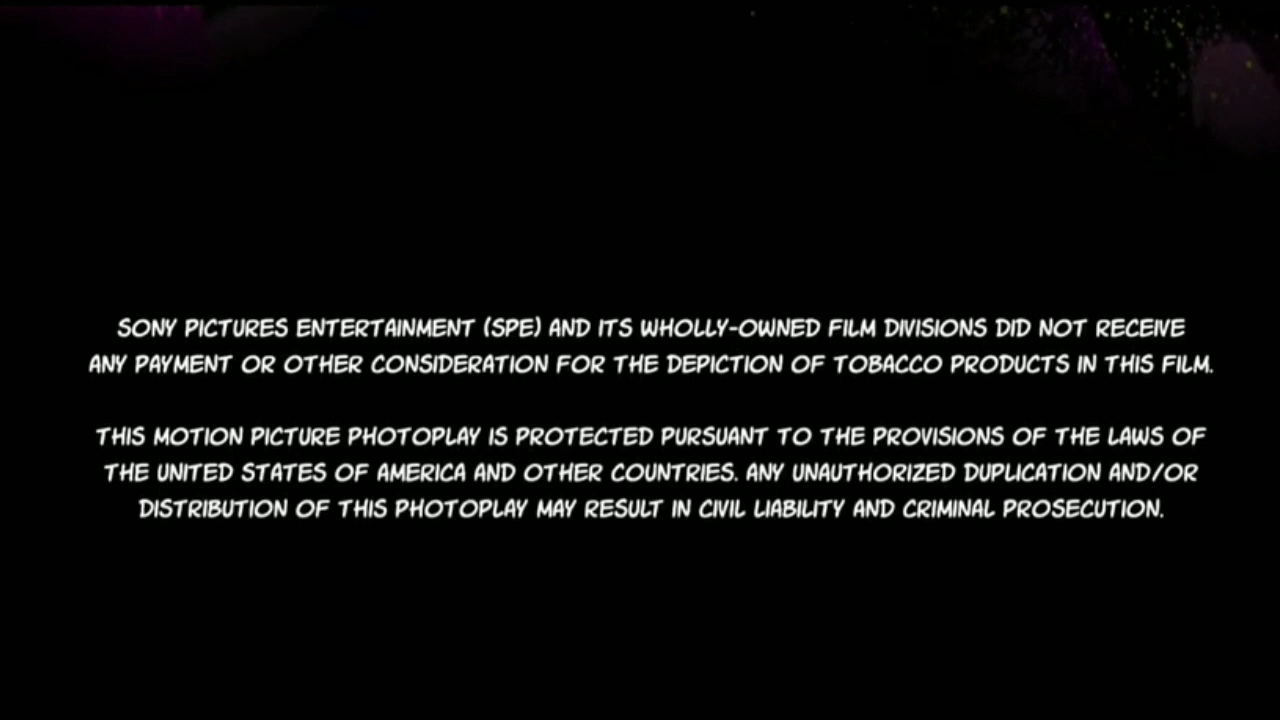 SONY PICTURES ENTERTAINMENT (SPE) AND ITS WHOLLY-OWNED FILM DIVISIONS DID NOT RECEIVE
ANY PAYMENT OR OTHER CONSIDERATION FOR THE DEPICTION OF TOBACCO PRODUCTS IN THIS FILM.
THIS MOTION PICTURE PHOTOPLAY IS PROTECTED PURSUANT TO THE PROVISIONS OF THE LAWS OF
THE UNITED STATES OF AMERICA AND OTHER COUNTRIES. ANY UNAUTHORIZED DUPLICATION AND/OR
DISTRIBUTION OF THIS PHOTOPLAY MAY RESULT IN CIVIL LIABILITY AND CRIMINAL PROSECUTION.